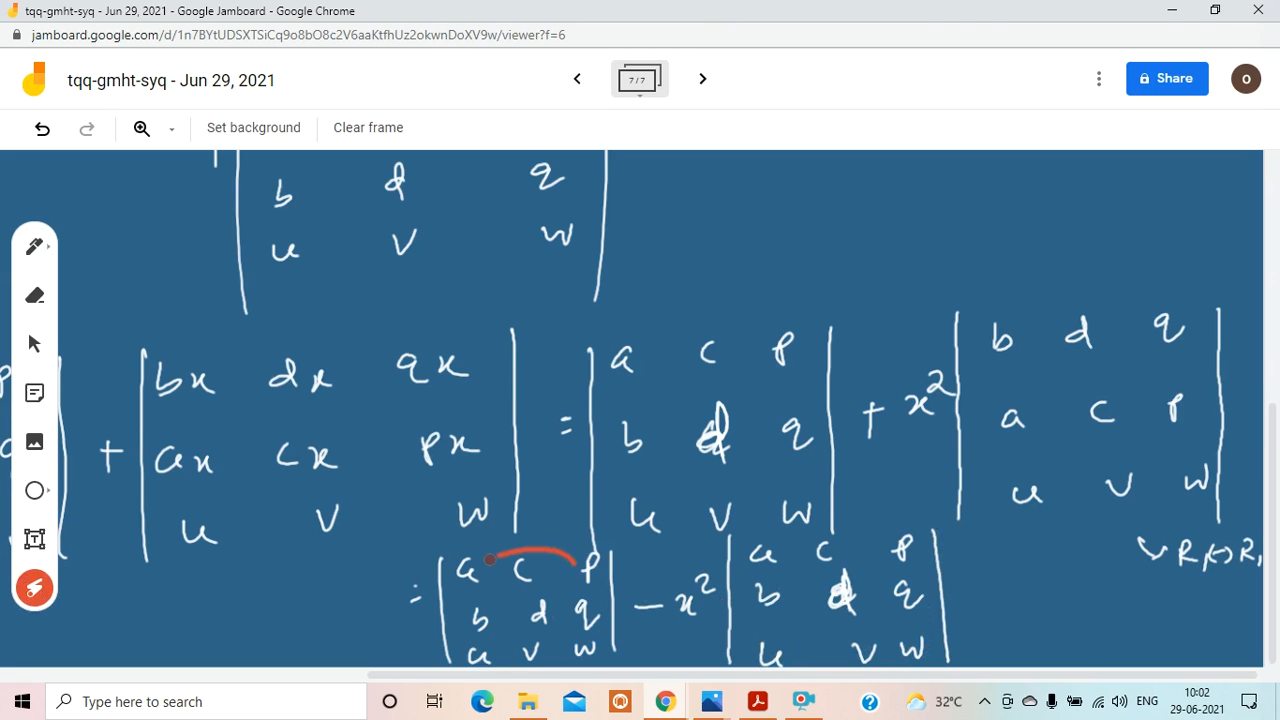 tqq-gmht-syq - Jun 29, 2021 - Google Jamboard - Google Chrome
jamboard.google.com/d/1n7BYtUDSXTSiCq9o8bO8c2V6aaKtfhUz2okwnDoXV9w/viewer?f=6
tqq-gmht-syq - Jun 29, 2021
7/7
Share
O
Set background
Clear frame
b d q
u v w
p + | bx dx qx | = | a c p | + x² | b d q |
ax cx px b d q a c p
u v w u v w u v w
R₁↔R
= | a c p | - x² | a c p |
b d q b d q
u v w u v w
Type here to search
32°C
ENG
10:02
29-06-2021